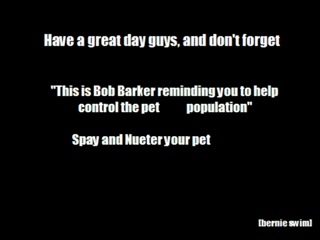 Have a great day guys, and don't forget
"This is Bob Barker reminding you to help
control the pet population"
Spay and Nueter your pet
[bernie swim]